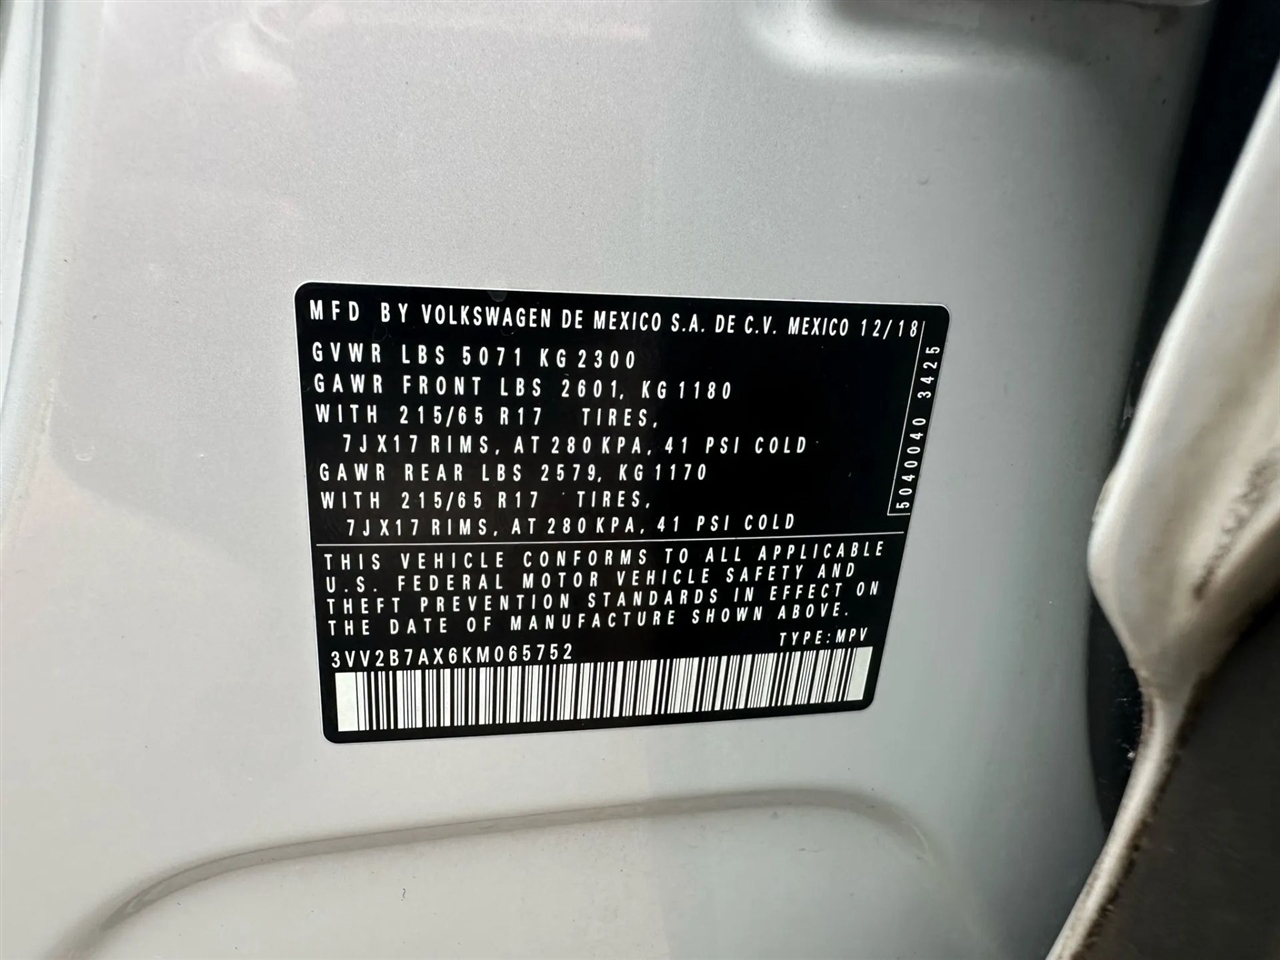 MFD BY VOLKSWAGEN DE MEXICO S.A. DE C.V. MEXICO 12/18
GVWR LBS 5071 KG 2300
GAWR FRONT LBS 2601, KG 1180
WITH 215/65 R17 TIRES,
7JX17 RIMS, AT 280 KPA, 41 PSI COLD
GAWR REAR LBS 2579, KG 1170
WITH 215/65 R17 TIRES,
7JX17 RIMS, AT 280 KPA, 41 PSI COLD
5040040 3425
THIS VEHICLE CONFORMS TO ALL APPLICABLE
U.S. FEDERAL MOTOR VEHICLE SAFETY AND
THEFT PREVENTION STANDARDS IN EFFECT ON
THE DATE OF MANUFACTURE SHOWN ABOVE.
3VV2B7AX6KM065752 TYPE: MPV